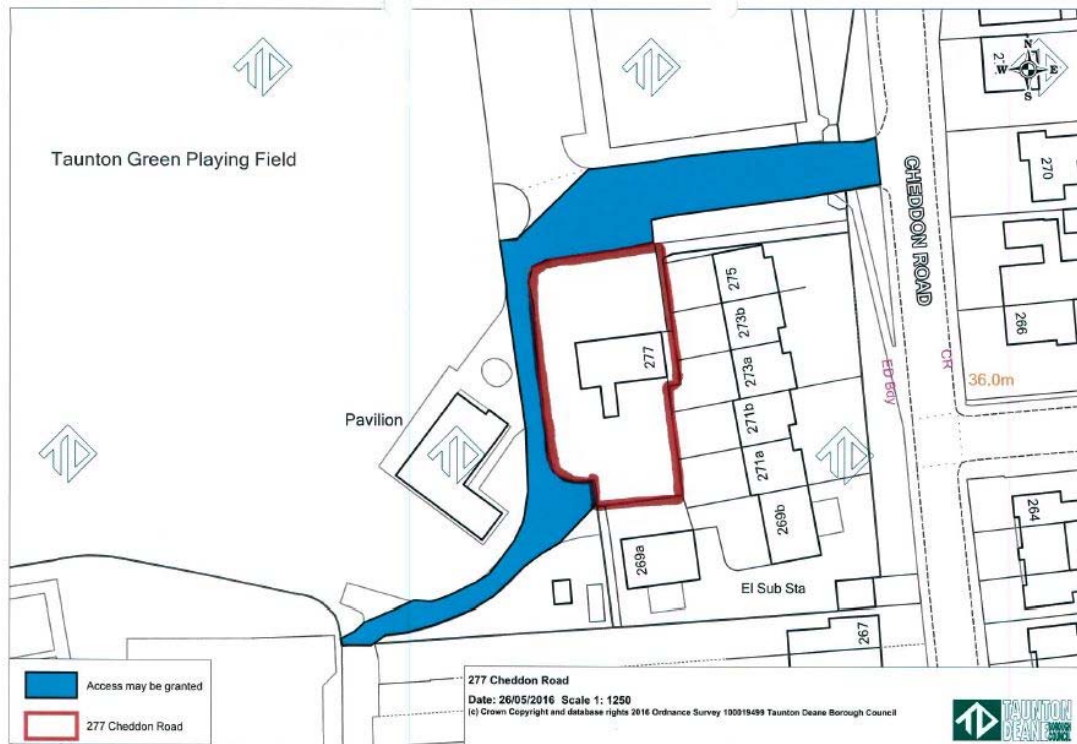 N
W E
S
Taunton Green Playing Field
270
CHEDDON ROAD
275
273b
266
277
273a
ED Bdy
CR
36.0m
Pavilion
271b
271a
264
269b
269a
El Sub Sta
267
Access may be granted
277 Cheddon Road
277 Cheddon Road
Date: 26/05/2016 Scale 1: 1250
(c) Crown Copyright and database rights 2016 Ordnance Survey 100019499 Taunton Deane Borough Council
TAUNTON
DEANE BOROUGH COUNCIL